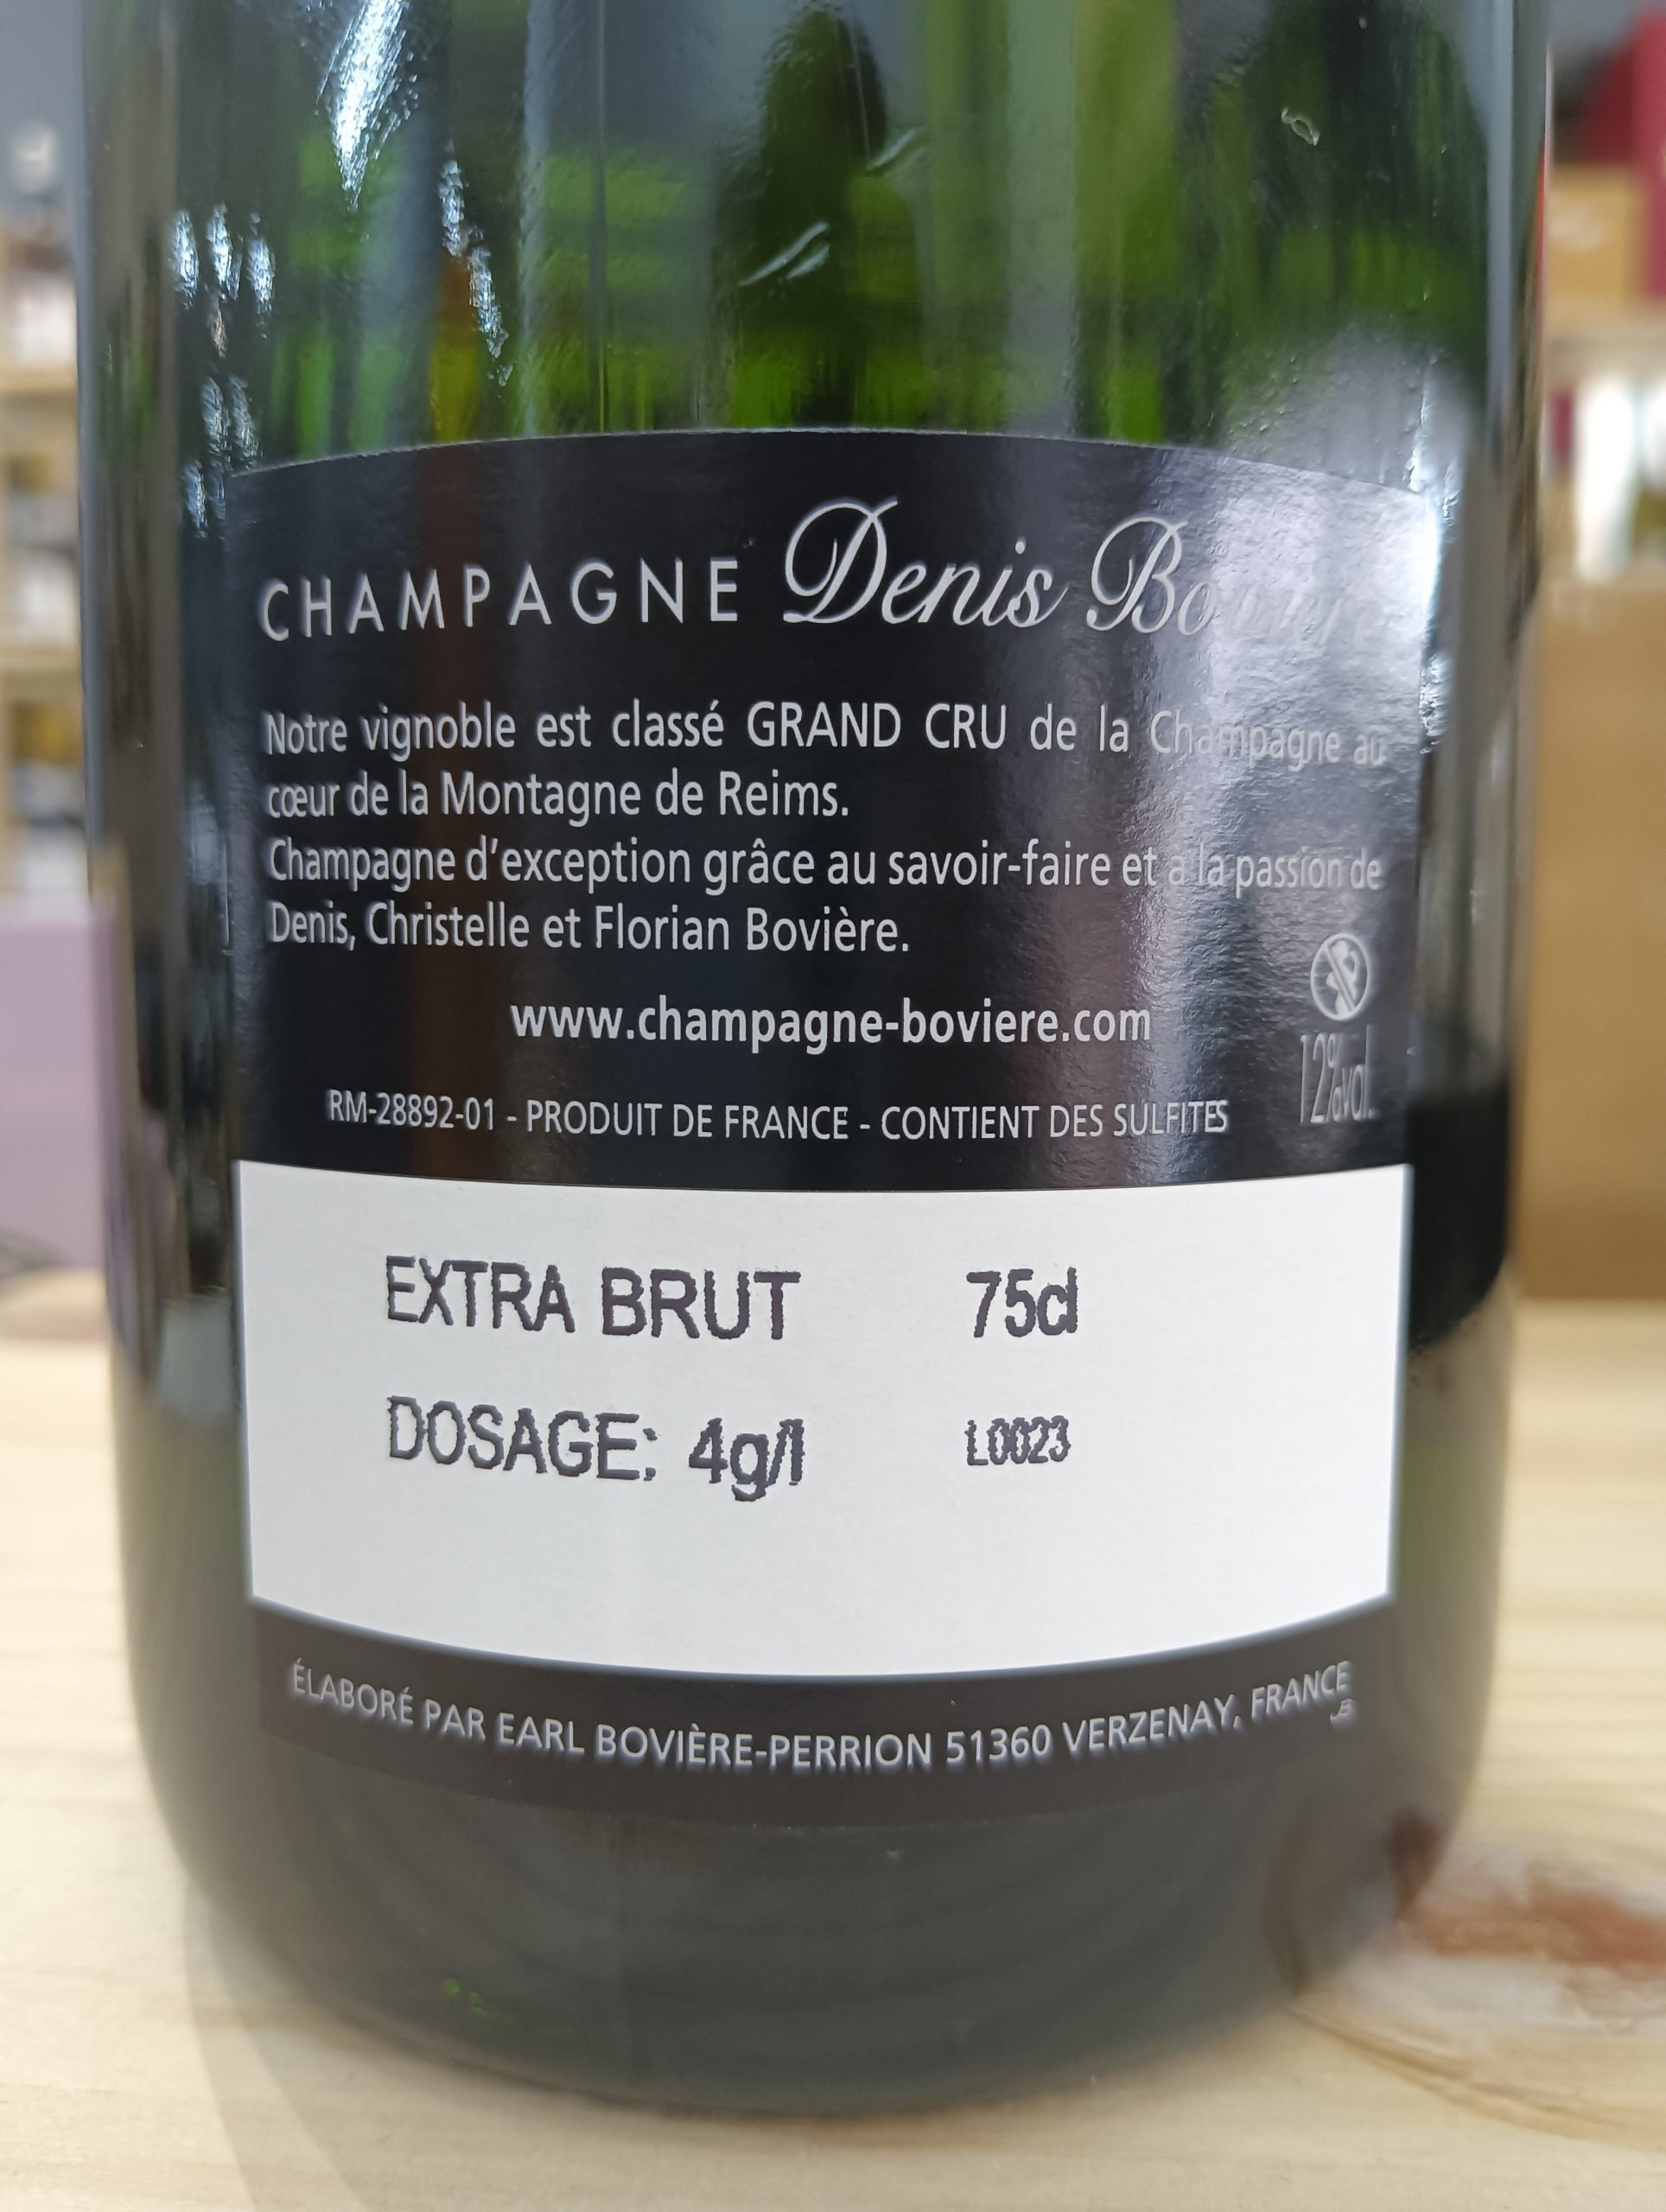 CHAMPAGNE Denis Bovière
Notre vignoble est classé GRAND CRU de la Champagne au
cœur de la Montagne de Reims.
Champagne d'exception grâce au savoir-faire et à la passion de
Denis, Christelle et Florian Bovière.
www.champagne-boviere.com
12%vol.
RM-28892-01 - PRODUIT DE FRANCE - CONTIENT DES SULFITES
EXTRA BRUT 75cl
DOSAGE: 4g/l L0023
ÉLABORÉ PAR EARL BOVIÈRE-PERRION 51360 VERZENAY, FRANCE